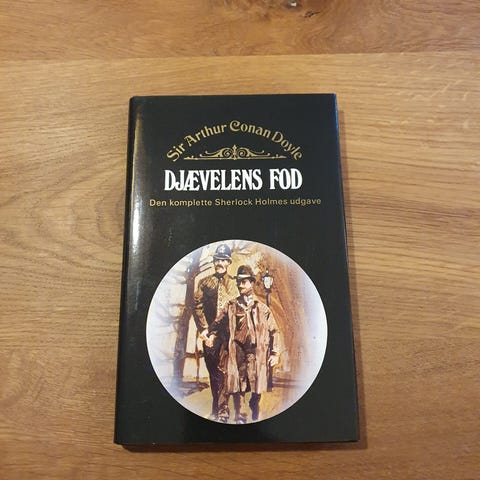 Sir Arthur Conan Doyle
DJÆVELENS FOD
Den komplette Sherlock Holmes udgave